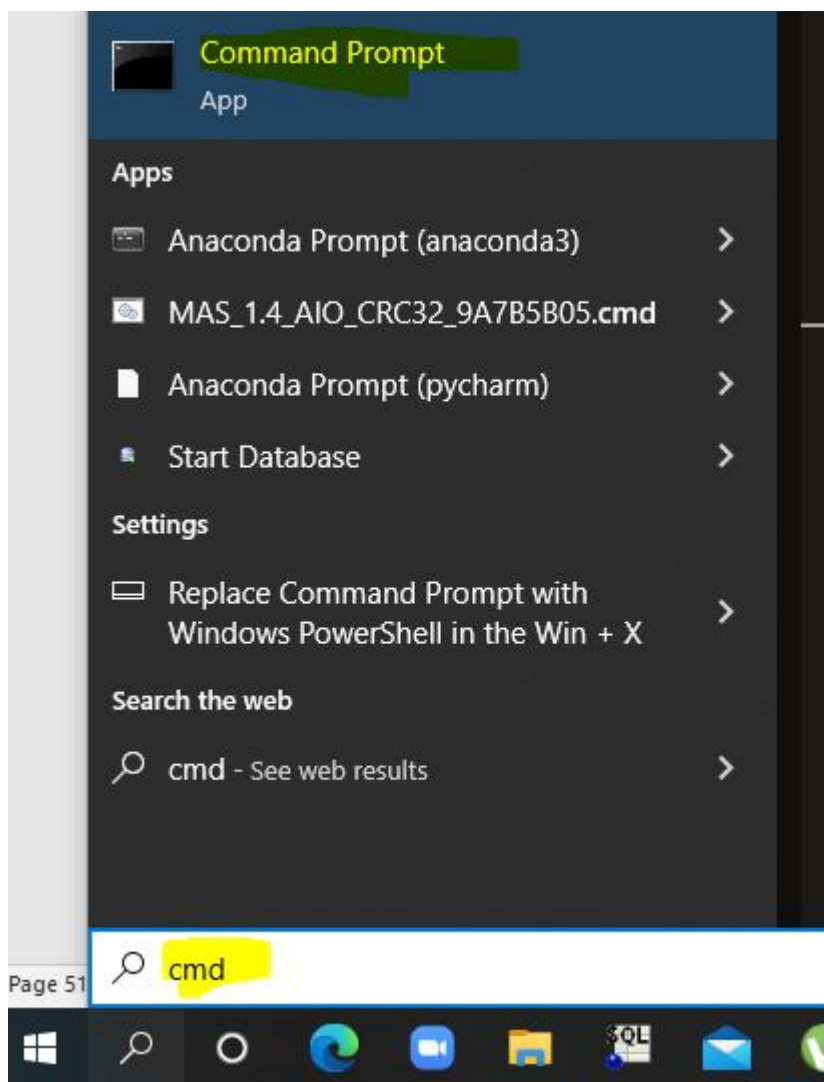 Command Prompt
App
Apps
Anaconda Prompt (anaconda3)
MAS_1.4_AIO_CRC32_9A7B5B05.cmd
Anaconda Prompt (pycharm)
Start Database
Settings
Replace Command Prompt with
Windows PowerShell in the Win + X
Search the web
cmd - See web results
cmd
Page 51
SQL